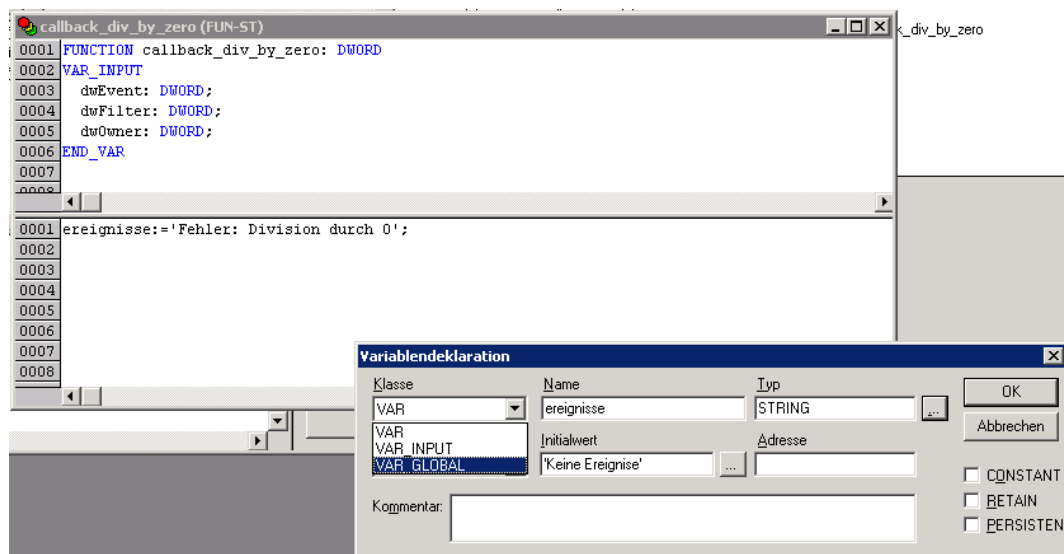 callback_div_by_zero (FUN-ST)
k_div_by_zero
0001 FUNCTION callback_div_by_zero: DWORD
0002 VAR_INPUT
0003 dwEvent: DWORD;
0004 dwFilter: DWORD;
0005 dwOwner: DWORD;
0006 END_VAR
0007
0008
0001 ereignisse:='Fehler: Division durch 0';
0002
0003
0004
0005
0006
0007
0008
Variablendeklaration
Klasse Name Typ
VAR ereignisse STRING ... OK
VAR
VAR_INPUT
VAR_GLOBAL
Initialwert Adresse Abbrechen
'Keine Ereignise' ...
CONSTANT
Kommentar: RETAIN
PERSISTEN